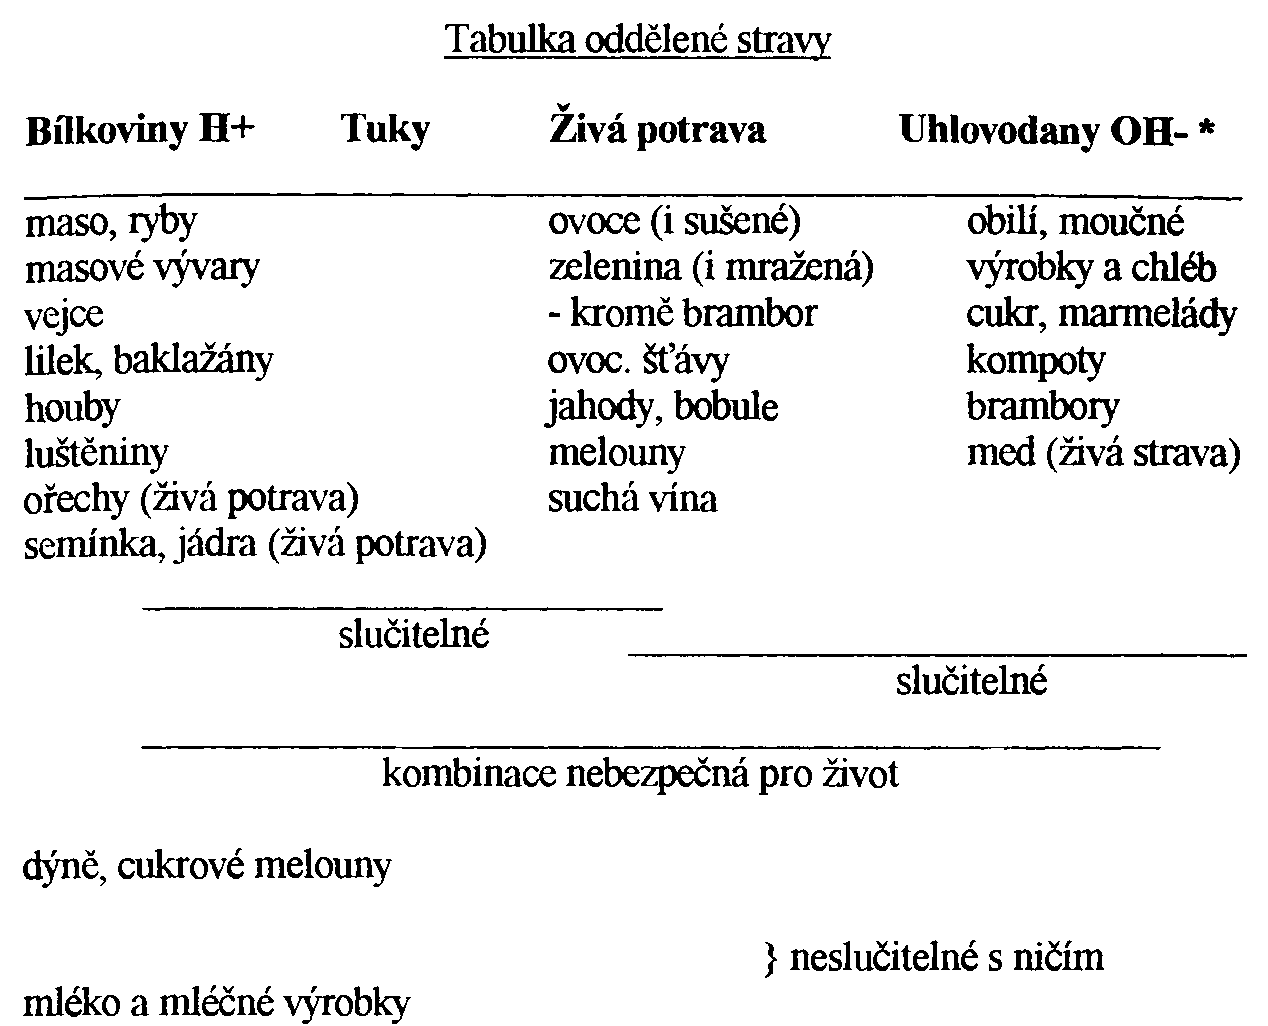 Tabulka oddělené stravy
Bílkoviny H+ Tuky Živá potrava Uhlovodany OH- *
maso, ryby ovoce (i sušené) obilí, moučné
masové vývary zelenina (i mražená) výrobky a chléb
vejce - kromě brambor cukr, marmelády
lilek, baklažány ovoc. šťávy kompoty
houby jahody, bobule brambory
luštěniny melouny med (živá strava)
ořechy (živá potrava) suchá vína
semínka, jádra (živá potrava)
slučitelné
slučitelné
kombinace nebezpečná pro život
dýně, cukrové melouny
} neslučitelné s ničím
mléko a mléčné výrobky